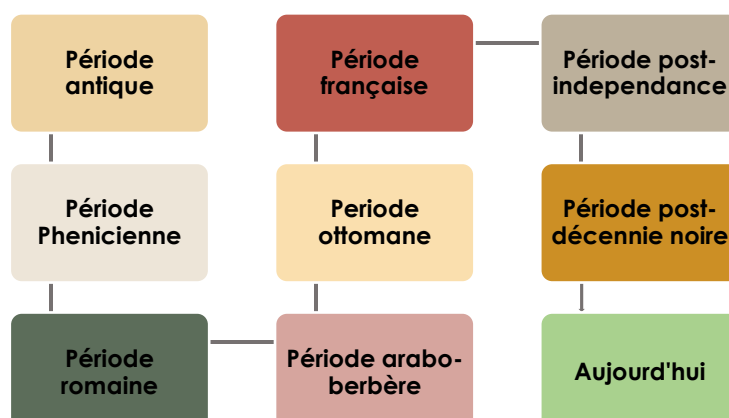 Période
antique
Période
Phenicienne
Période
romaine
Période arabo-
berbère
Periode
ottomane
Période
française
Période post-
independance
Période post-
décennie noire
Aujourd'hui